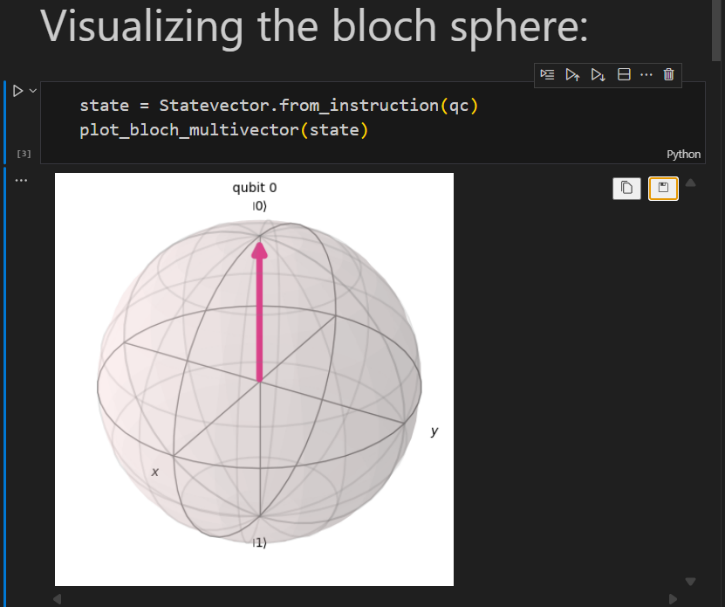 Visualizing the bloch sphere:
state = Statevector.from_instruction(qc)
plot_bloch_multivector(state)
[3]
Python
qubit 0
|0⟩
y
x
|1⟩